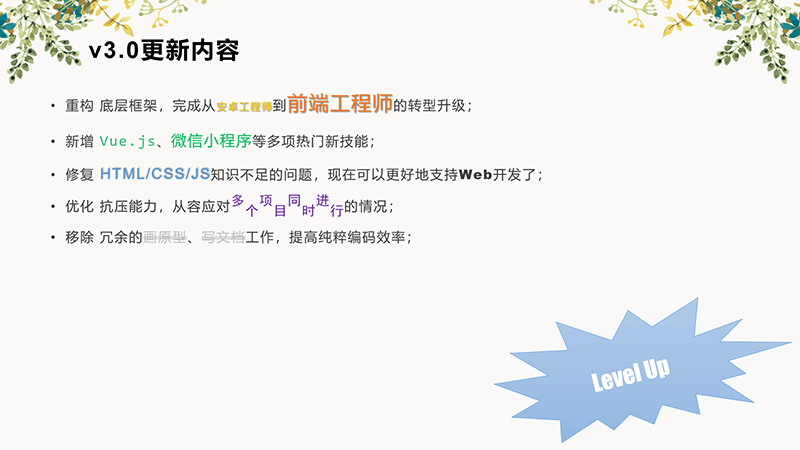 v3.0更新内容
• 重构 底层框架，完成从安卓工程师到前端工程师的转型升级；
• 新增 Vue.js、微信小程序等多项热门新技能；
• 修复 HTML/CSS/JS知识不足的问题，现在可以更好地支持Web开发了；
• 优化 抗压能力，从容应对多个项目同时进行的情况；
• 移除 冗余的画原型、写文档工作，提高纯粹编码效率；
Level Up